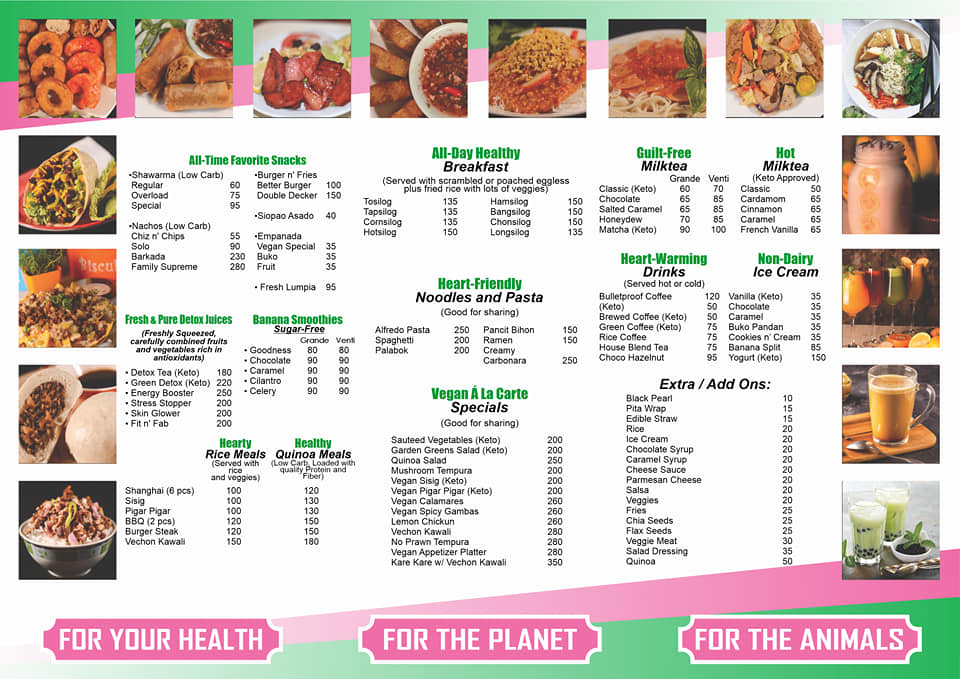 All-Time Favorite Snacks
•Shawarma (Low Carb)
Regular 60
Overload 75
Special 95
•Nachos (Low Carb)
Chiz n' Chips 55
Solo 90
Barkada 230
Family Supreme 280
•Burger n' Fries
Better Burger 100
Double Decker 150
•Siopao Asado 40
•Empanada
Vegan Special 35
Buko 35
Fruit 35
• Fresh Lumpia 95
All-Day Healthy
Breakfast
(Served with scrambled or poached eggless
plus fried rice with lots of veggies)
Tosilog 135
Tapsilog 135
Cornsilog 135
Hotsilog 150
Hamsilog 150
Bangsilog 150
Chonsilog 150
Longsilog 135
Guilt-Free
Milktea
Grande Venti
Classic (Keto) 60 70
Chocolate 65 85
Salted Caramel 65 85
Honeydew 70 85
Matcha (Keto) 90 100
Hot
Milktea
(Keto Approved)
Classic 50
Cardamom 65
Cinnamon 65
Caramel 65
French Vanilla 65
Fresh & Pure Detox Juices
(Freshly Squeezed,
carefully combined fruits
and vegetables rich in
antioxidants)
• Detox Tea (Keto) 180
• Green Detox (Keto) 220
• Energy Booster 250
• Stress Stopper 200
• Skin Glower 200
• Fit n' Fab 200
Banana Smoothies
Sugar-Free
Grande Venti
• Goodness 80 80
• Chocolate 90 90
• Caramel 90 90
• Cilantro 90 90
• Celery 90 90
Heart-Friendly
Noodles and Pasta
(Good for sharing)
Alfredo Pasta 250
Spaghetti 200
Palabok 200
Pancit Bihon 150
Ramen 150
Creamy
Carbonara 250
Heart-Warming
Drinks
(Served hot or cold)
Bulletproof Coffee 120
(Keto) 50
Brewed Coffee (Keto) 50
Green Coffee (Keto) 75
Rice Coffee 75
House Blend Tea 75
Choco Hazelnut 95
Non-Dairy
Ice Cream
Vanilla (Keto) 35
Chocolate 35
Caramel 35
Buko Pandan 35
Cookies n' Cream 35
Banana Split 85
Yogurt (Keto) 150
Hearty
Rice Meals
(Served with
rice
and veggies)
Healthy
Quinoa Meals
(Low Carb, Loaded with
quality Protein and
Fiber)
Shanghai (6 pcs) 100 120
Sisig 100 130
Pigar Pigar 100 130
BBQ (2 pcs) 120 150
Burger Steak 120 150
Vechon Kawali 150 180
Vegan Á La Carte
Specials
(Good for sharing)
Sauteed Vegetables (Keto) 200
Garden Greens Salad (Keto) 200
Quinoa Salad 250
Mushroom Tempura 200
Vegan Sisig (Keto) 200
Vegan Pigar Pigar (Keto) 200
Vegan Calamares 260
Vegan Spicy Gambas 260
Lemon Chickun 260
Vechon Kawali 280
No Prawn Tempura 280
Vegan Appetizer Platter 280
Kare Kare w/ Vechon Kawali 350
Extra / Add Ons:
Black Pearl 10
Pita Wrap 15
Edible Straw 15
Rice 20
Ice Cream 20
Chocolate Syrup 20
Caramel Syrup 20
Cheese Sauce 20
Parmesan Cheese 20
Salsa 20
Veggies 20
Fries 25
Chia Seeds 25
Flax Seeds 25
Veggie Meat 30
Salad Dressing 35
Quinoa 50
FOR YOUR HEALTH
FOR THE PLANET
FOR THE ANIMALS